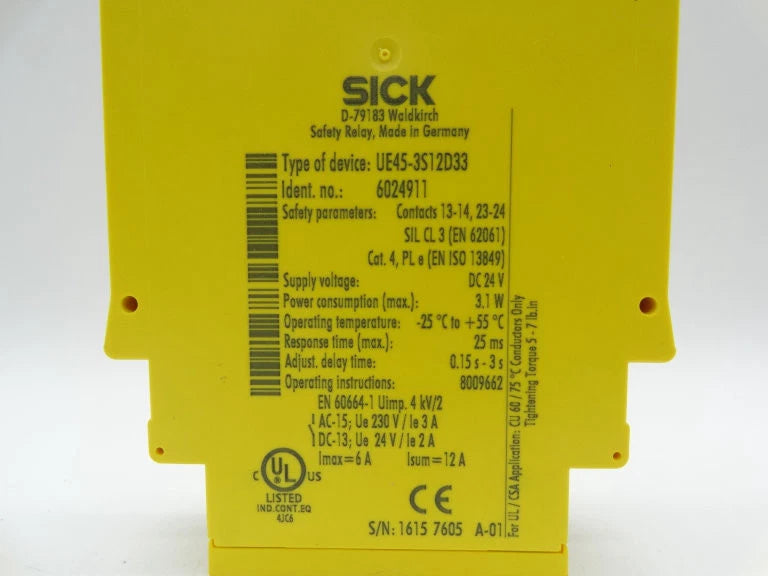 SICK
D-79183 Waldkirch
Safety Relay, Made in Germany
Type of device: UE45-3S12D33
Ident. no.: 6024911
Safety parameters: Contacts 13-14, 23-24
SIL CL 3 (EN 62061)
Cat. 4, PL e (EN ISO 13849)
Supply voltage: DC 24 V
Power consumption (max.): 3.1 W
Operating temperature: -25 °C to +55 °C
Response time (max.): 25 ms
Adjust. delay time: 0.15 s - 3 s
Operating instructions: 8009662
EN 60664-1 Uimp. 4 kV/2
AC-15; Ue 230 V / Ie 3 A
DC-13; Ue 24 V / Ie 2 A
Imax=6 A Isum=12 A
C UL US
®
LISTED
IND.CONT.EQ
4JC6
CE
S/N: 1615 7605 A-01
For UL / CSA Application: CU 60 / 75 °C Conductors Only
Tightening Torque 5 - 7 lb.in